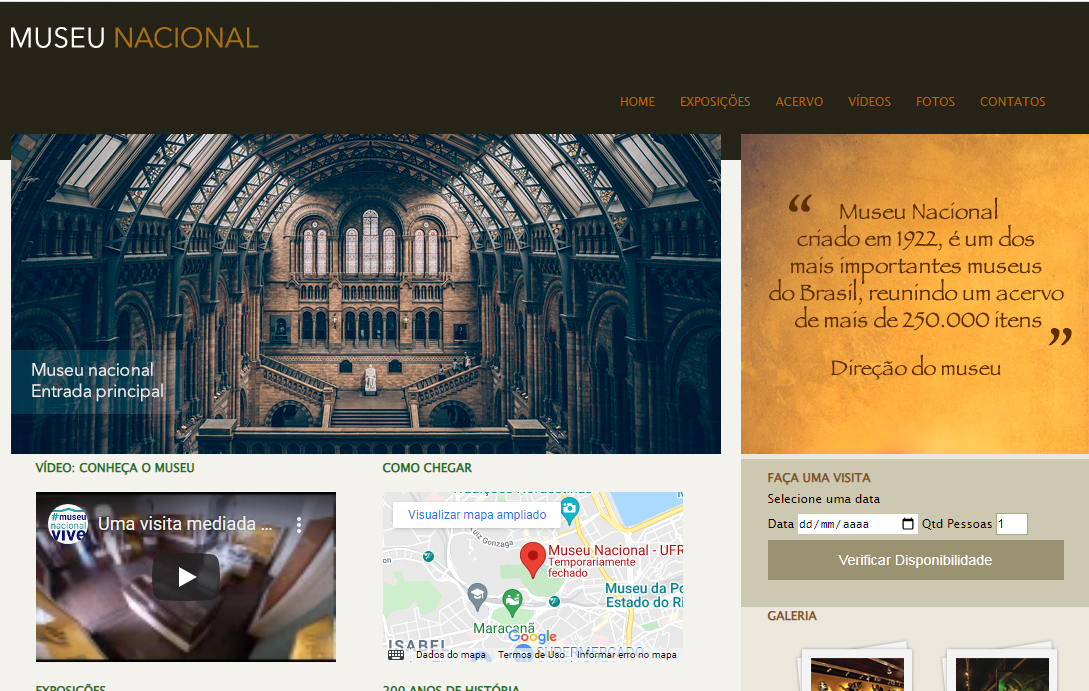 MUSEU NACIONAL
HOME EXPOSIÇÕES ACERVO VÍDEOS FOTOS CONTATOS
Museu nacional
Entrada principal
“ Museu Nacional
criado em 1922, é um dos
mais importantes museus
do Brasil, reunindo um acervo
de mais de 250.000 itens ”
Direção do museu
VÍDEO: CONHEÇA O MUSEU
#museu
nacional
vive
Uma visita mediada ...
COMO CHEGAR
Visualizar mapa ampliado
Luiz Gonzaga
Museu Nacional - UFR
Temporariamente
fechado
Museu da Po
Estado do Ri
Maracanã
Google
ISABEL
SUPERMERCADO
Dados do mapa Termos de Uso Informar erro no mapa
FAÇA UMA VISITA
Selecione uma data
Data dd/mm/aaaa Qtd Pessoas 1
Verificar Disponibilidade
GALERIA
EXPOSIÇÕES
200 ANOS DE HISTÓRIA